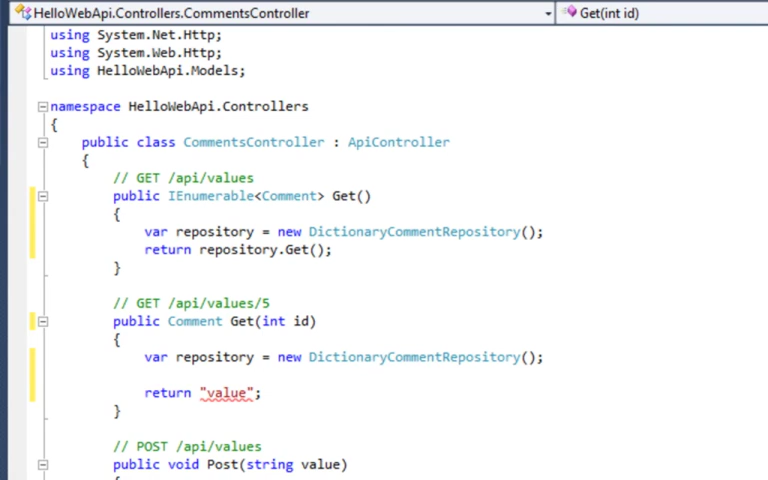 HelloWebApi.Controllers.CommentsController
Get(int id)
using System.Net.Http;
using System.Web.Http;
using HelloWebApi.Models;
namespace HelloWebApi.Controllers
{
public class CommentsController : ApiController
{
// GET /api/values
public IEnumerable<Comment> Get()
{
var repository = new DictionaryCommentRepository();
return repository.Get();
}
// GET /api/values/5
public Comment Get(int id)
{
var repository = new DictionaryCommentRepository();
return "value";
}
// POST /api/values
public void Post(string value)
{